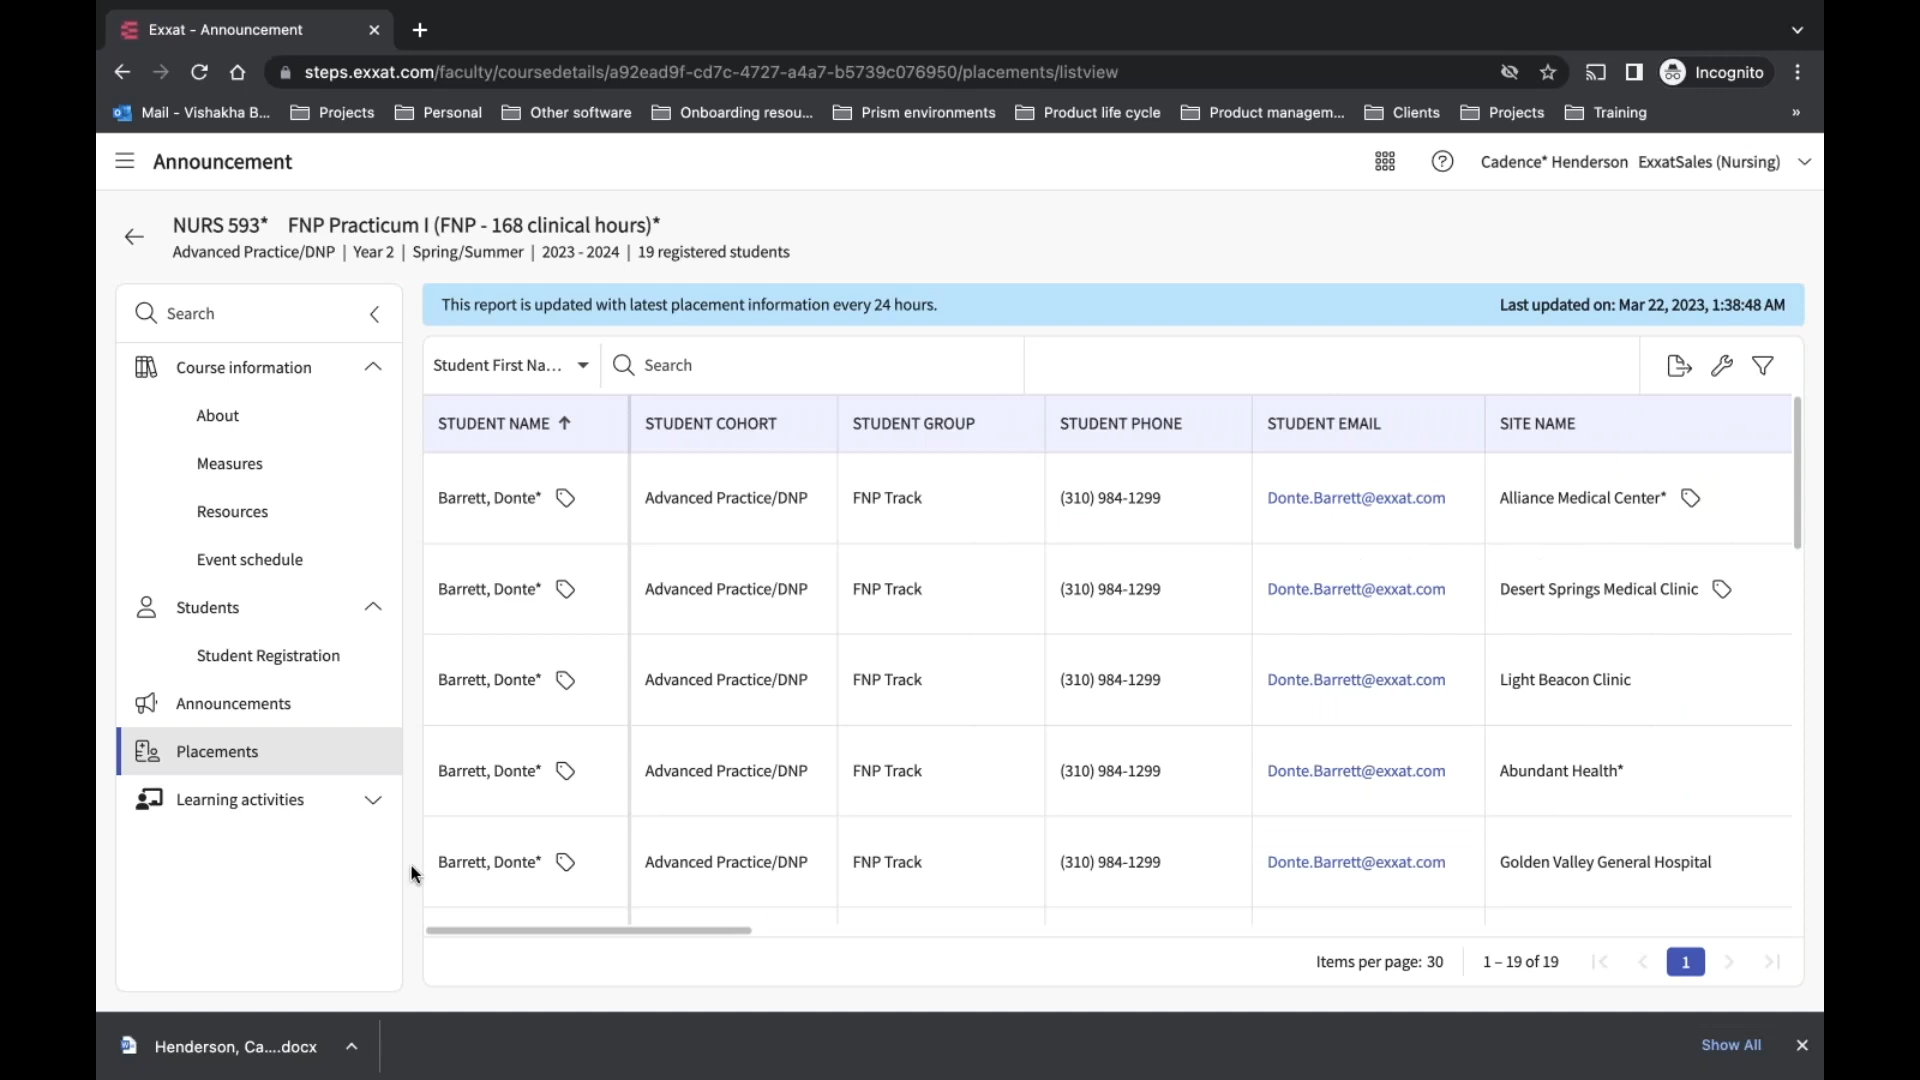 Exxat - Announcement
steps.exxat.com/faculty/coursedetails/a92ead9f-cd7c-4727-a4a7-b5739c076950/placements/listview
Incognito
Mail - Vishakha B... Projects Personal Other software Onboarding resou... Prism environments Product life cycle Product managem... Clients Projects Training »
Announcement
Cadence* Henderson ExxatSales (Nursing)
NURS 593* FNP Practicum I (FNP - 168 clinical hours)*
Advanced Practice/DNP | Year 2 | Spring/Summer | 2023 - 2024 | 19 registered students
Search
Course information
About
Measures
Resources
Event schedule
Students
Student Registration
Announcements
Placements
Learning activities
This report is updated with latest placement information every 24 hours. Last updated on: Mar 22, 2023, 1:38:48 AM
Student First Na... Search
STUDENT NAME STUDENT COHORT STUDENT GROUP STUDENT PHONE STUDENT EMAIL SITE NAME
Barrett, Donte* Advanced Practice/DNP FNP Track (310) 984-1299 Donte.Barrett@exxat.com Alliance Medical Center*
Barrett, Donte* Advanced Practice/DNP FNP Track (310) 984-1299 Donte.Barrett@exxat.com Desert Springs Medical Clinic
Barrett, Donte* Advanced Practice/DNP FNP Track (310) 984-1299 Donte.Barrett@exxat.com Light Beacon Clinic
Barrett, Donte* Advanced Practice/DNP FNP Track (310) 984-1299 Donte.Barrett@exxat.com Abundant Health*
Barrett, Donte* Advanced Practice/DNP FNP Track (310) 984-1299 Donte.Barrett@exxat.com Golden Valley General Hospital
Items per page: 30 1 – 19 of 19 1
Henderson, Ca....docx
Show All